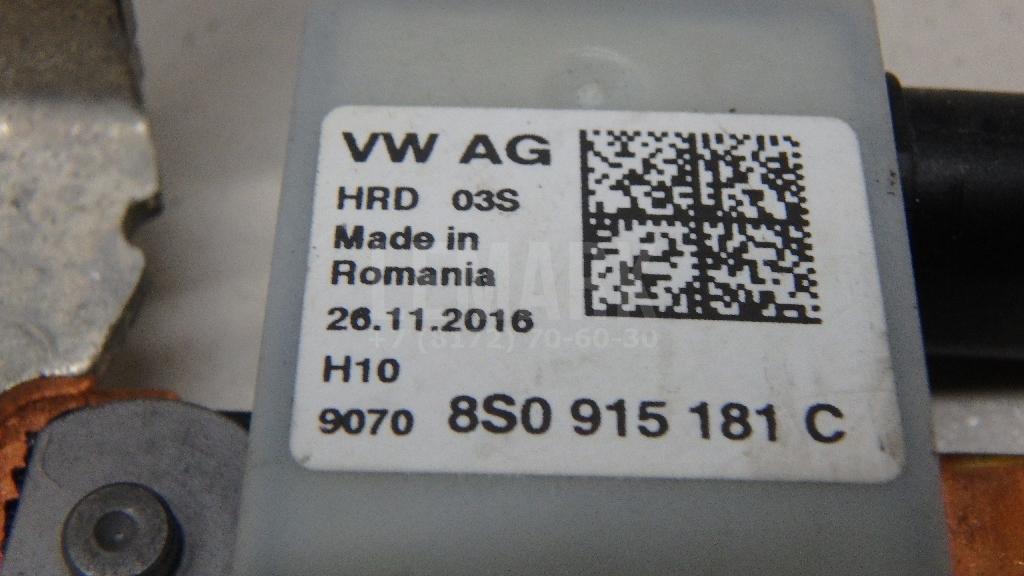 VW AG
HRD 03S
Made in
Romania
26.11.2016
H10
9070 8S0 915 181 C
+7 (8172) 70-60-30